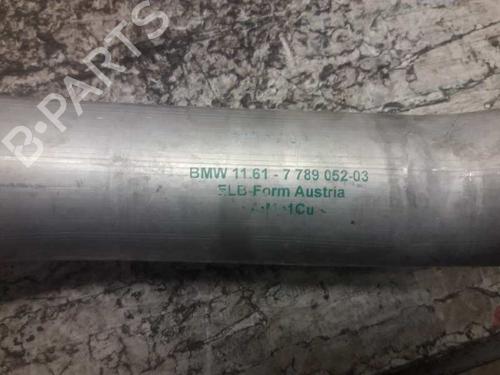 B-PARTS
BMW 11.61 - 7 789 052-03
ELB-Form Austria